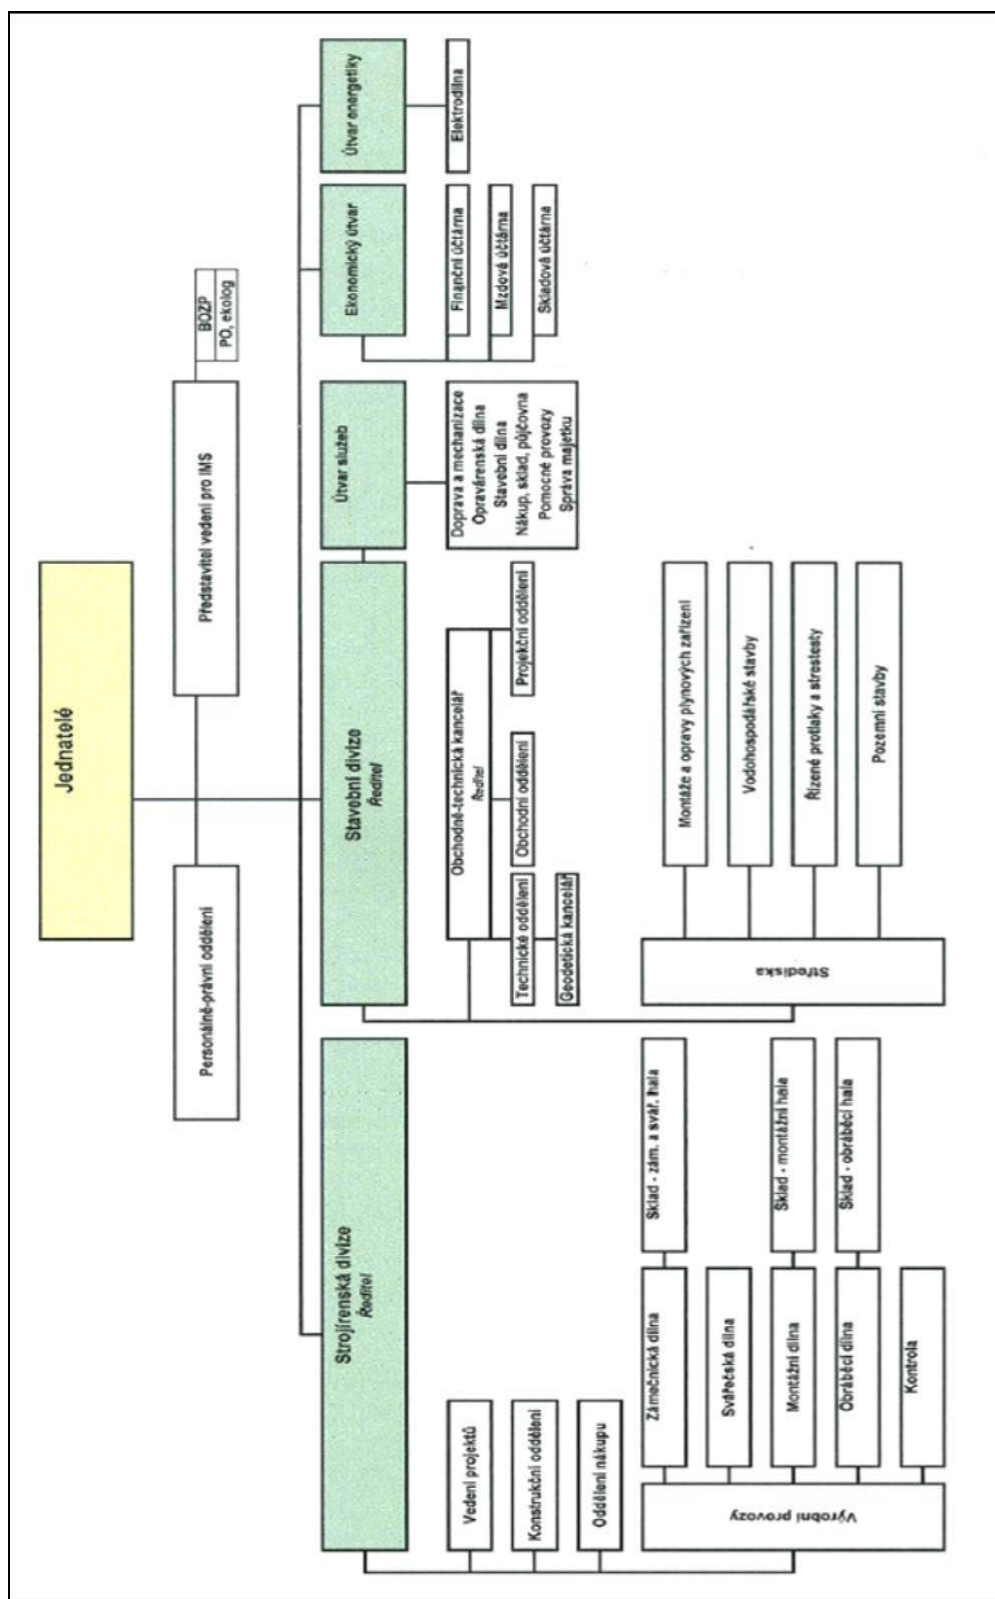 Jednatelé
Personálně-právní oddělení
Představitel vedení pro IMS
BOZP
PO, ekolog
Strojírenská divize
Ředitel
Stavební divize
Ředitel
Útvar služeb
Ekonomický útvar
Útvar energetiky
Vedení projektů
Konstrukční oddělení
Oddělení nákupu
Výrobní provozy
Zámečnická dílna
Sklad - zám. a svář. hala
Svářečská dílna
Montážní dílna
Sklad - montážní hala
Obráběcí dílna
Sklad - obráběcí hala
Kontrola
Obchodně-technická kancelář
Ředitel
Technické oddělení
Obchodní oddělení
Projekční oddělení
Geodetická kancelář
Střediska
Montáže a opravy plynových zařízení
Vodohospodářské stavby
Řízené protlaky a strestesty
Pozemní stavby
Doprava a mechanizace
Opravárenská dílna
Stavební dílna
Nákup, sklad, půjčovna
Pomocné provozy
Správa majetku
Finanční účtárna
Mzdová účtárna
Skladová účtárna
Elektrodílna